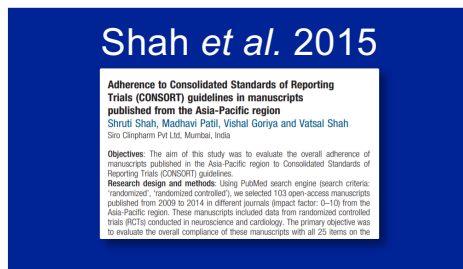 Shah et al. 2015
Adherence to Consolidated Standards of Reporting
Trials (CONSORT) guidelines in manuscripts
published from the Asia-Pacific region
Shruti Shah, Madhavi Patil, Vishal Goriya and Vatsal Shah
Siro Clinpharm Pvt Ltd, Mumbai, India
Objectives: The aim of this study was to evaluate the overall adherence of
manuscripts published in the Asia-Pacific region to Consolidated Standards of
Reporting Trials (CONSORT) guidelines.
Research design and methods: Using PubMed search engine (search criteria:
‘randomized’, ‘randomized controlled’), we selected 103 open-access manuscripts
published from 2009 to 2014 in different journals (impact factor: 0–10) from the
Asia-Pacific region. These manuscripts included data from randomized controlled
trials (RCTs) conducted in neuroscience and cardiology. The primary objective was
to evaluate the overall compliance of these manuscripts with all 25 items on the